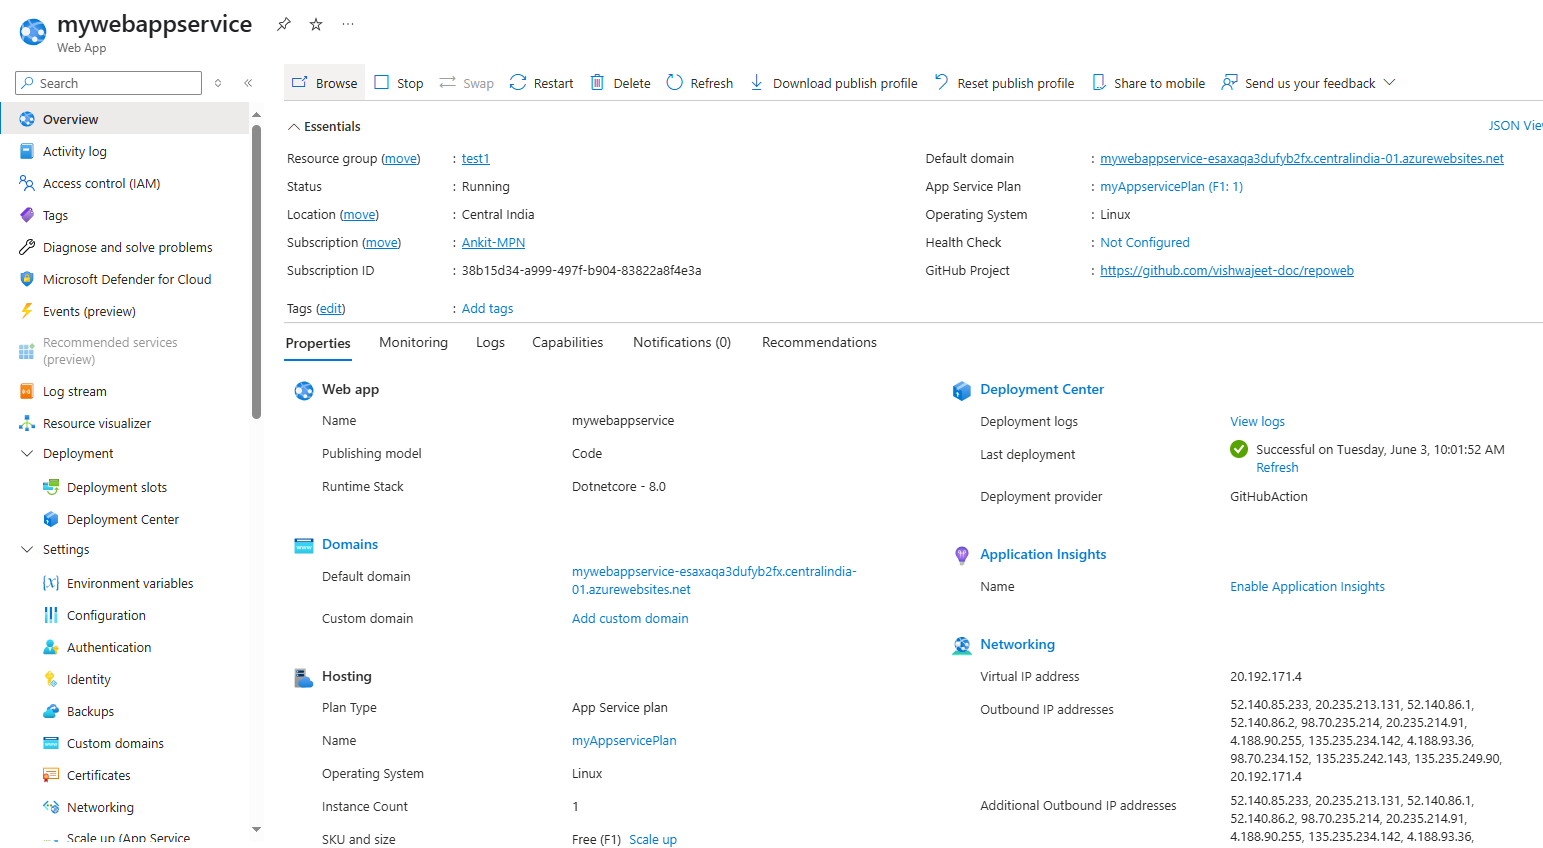 mywebappservice
Web App
Search
Overview
Activity log
Access control (IAM)
Tags
Diagnose and solve problems
Microsoft Defender for Cloud
Events (preview)
Recommended services
(preview)
Log stream
Resource visualizer
Deployment
Deployment slots
Deployment Center
Settings
Environment variables
Configuration
Authentication
Identity
Backups
Custom domains
Certificates
Networking
Scale up (App Service
Browse Stop Swap Restart Delete Refresh Download publish profile Reset publish profile Share to mobile Send us your feedback
Essentials
JSON Vie
Resource group (move) : test1
Status : Running
Location (move) : Central India
Subscription (move) : Ankit-MPN
Subscription ID : 38b15d34-a999-497f-b904-83822a8f4e3a
Default domain : mywebappservice-esaxaqa3dufyb2fx.centralindia-01.azurewebsites.net
App Service Plan : myAppservicePlan (F1: 1)
Operating System : Linux
Health Check : Not Configured
GitHub Project : https://github.com/vishwajeet-doc/repoweb
Tags (edit) : Add tags
Properties Monitoring Logs Capabilities Notifications (0) Recommendations
Web app
Name mywebappservice
Publishing model Code
Runtime Stack Dotnetcore - 8.0
Domains
Default domain mywebappservice-esaxaqa3dufyb2fx.centralindia-
01.azurewebsites.net
Custom domain Add custom domain
Hosting
Plan Type App Service plan
Name myAppservicePlan
Operating System Linux
Instance Count 1
SKU and size Free (F1) Scale up
Deployment Center
Deployment logs View logs
Last deployment Successful on Tuesday, June 3, 10:01:52 AM
Refresh
Deployment provider GitHubAction
Application Insights
Name Enable Application Insights
Networking
Virtual IP address 20.192.171.4
Outbound IP addresses 52.140.85.233, 20.235.213.131, 52.140.86.1,
52.140.86.2, 98.70.235.214, 20.235.214.91,
4.188.90.255, 135.235.234.142, 4.188.93.36,
98.70.234.152, 135.235.242.143, 135.235.249.90,
20.192.171.4
Additional Outbound IP addresses 52.140.85.233, 20.235.213.131, 52.140.86.1,
52.140.86.2, 98.70.235.214, 20.235.214.91,
4.188.90.255, 135.235.234.142, 4.188.93.36,